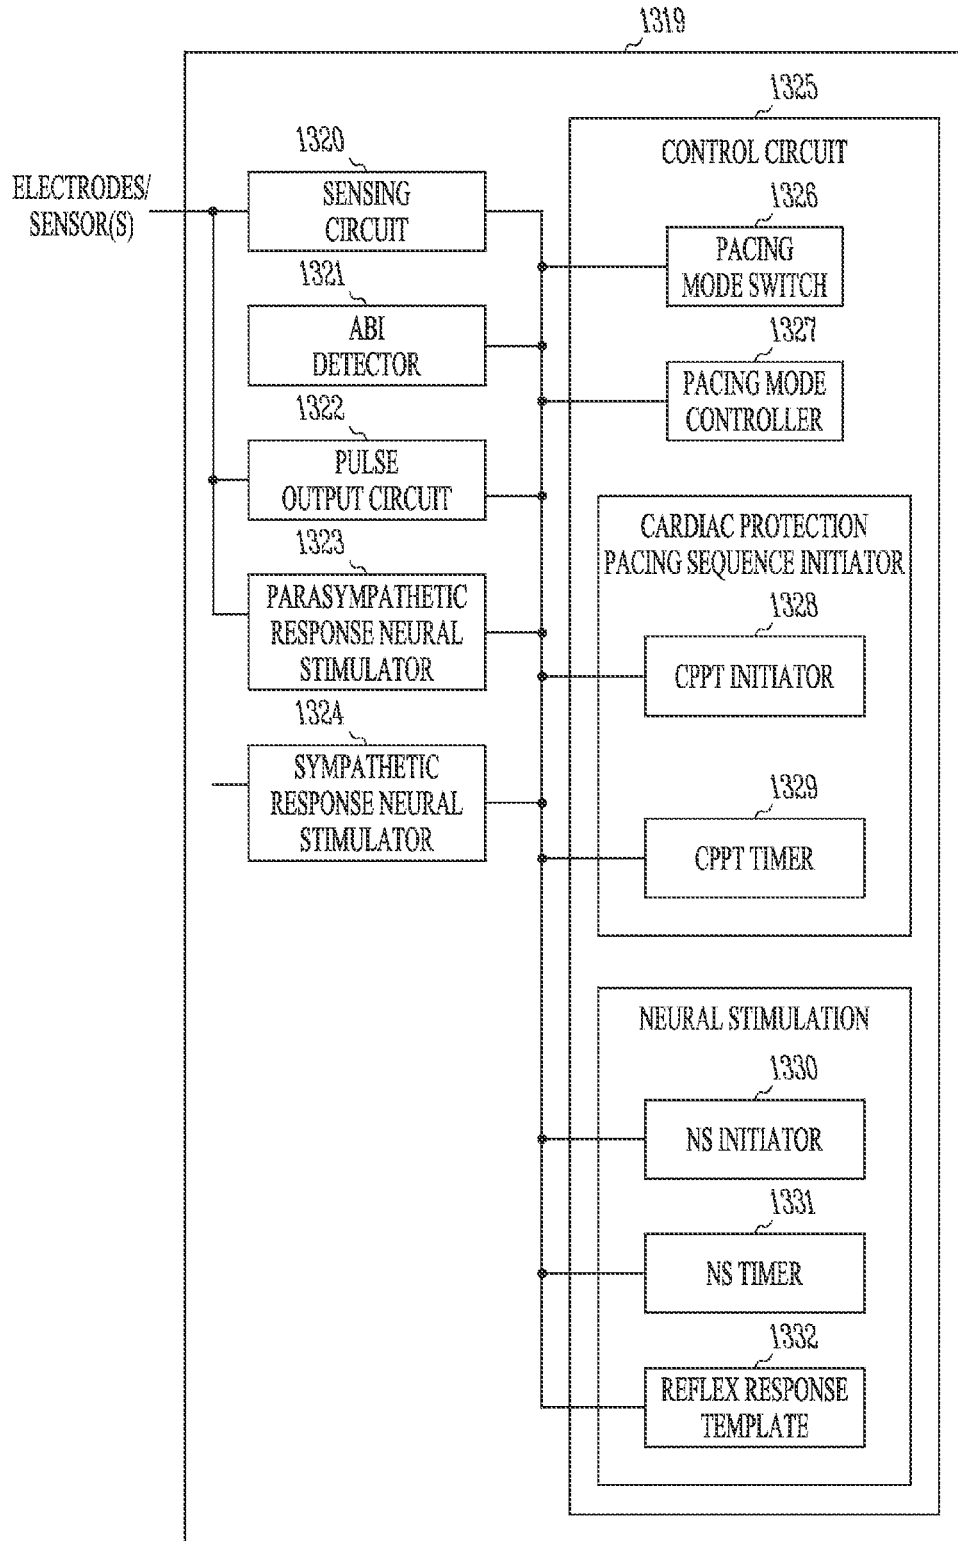 1319
1325
CONTROL CIRCUIT
1320
ELECTRODES/
SENSOR(S)
SENSING
CIRCUIT
1326
PACING
MODE SWITCH
1321
ABI
DETECTOR
1327
PACING MODE
CONTROLLER
1322
PULSE
OUTPUT CIRCUIT
CARDIAC PROTECTION
PACING SEQUENCE INITIATOR
1323
PARASYMPATHETIC
RESPONSE NEURAL
STIMULATOR
1328
CPPT INITIATOR
1324
SYMPATHETIC
RESPONSE NEURAL
STIMULATOR
1329
CPPT TIMER
NEURAL STIMULATION
1330
NS INITIATOR
1331
NS TIMER
1332
REFLEX RESPONSE
TEMPLATE